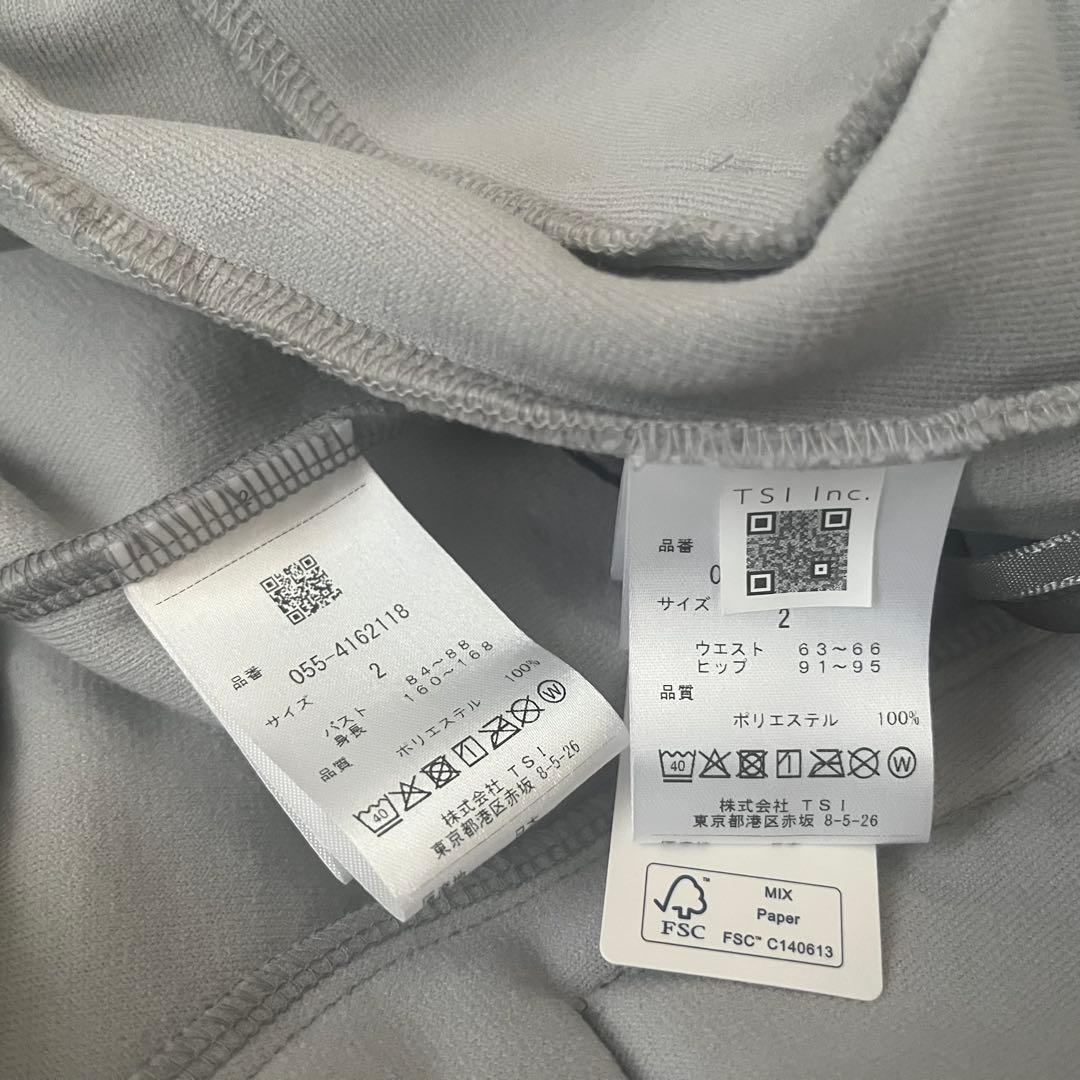 2
品番
055-4162118
サイズ
2
バスト 84～88
身長 160～168
品質
ポリエステル 100%
40
W
株式会社 TSI
東京都港区赤坂 8-5-26
TSI Inc.
品番
0
サイズ
2
ウエスト 63～66
ヒップ 91～95
品質
ポリエステル 100%
40
W
株式会社 TSI
東京都港区赤坂 8-5-26
FSC
MIX
Paper
FSC™ C140613